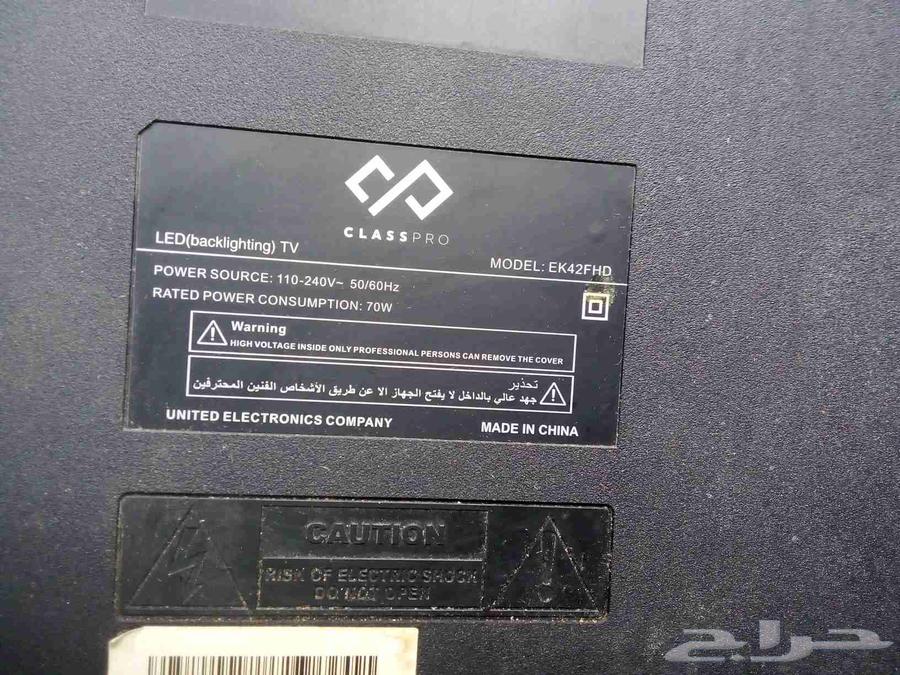 CLASSPRO
LED(backlighting) TV
MODEL: EK42FHD
POWER SOURCE: 110-240V~ 50/60Hz
RATED POWER CONSUMPTION: 70W
Warning
HIGH VOLTAGE INSIDE ONLY PROFESSIONAL PERSONS CAN REMOVE THE COVER
تحذير
جهد عالي بالداخل لا يفتح الجهاز الا عن طريق الأشخاص الفنين المحترفين
UNITED ELECTRONICS COMPANY
MADE IN CHINA
CAUTION
RISK OF ELECTRIC SHOCK
DO NOT OPEN
حراج